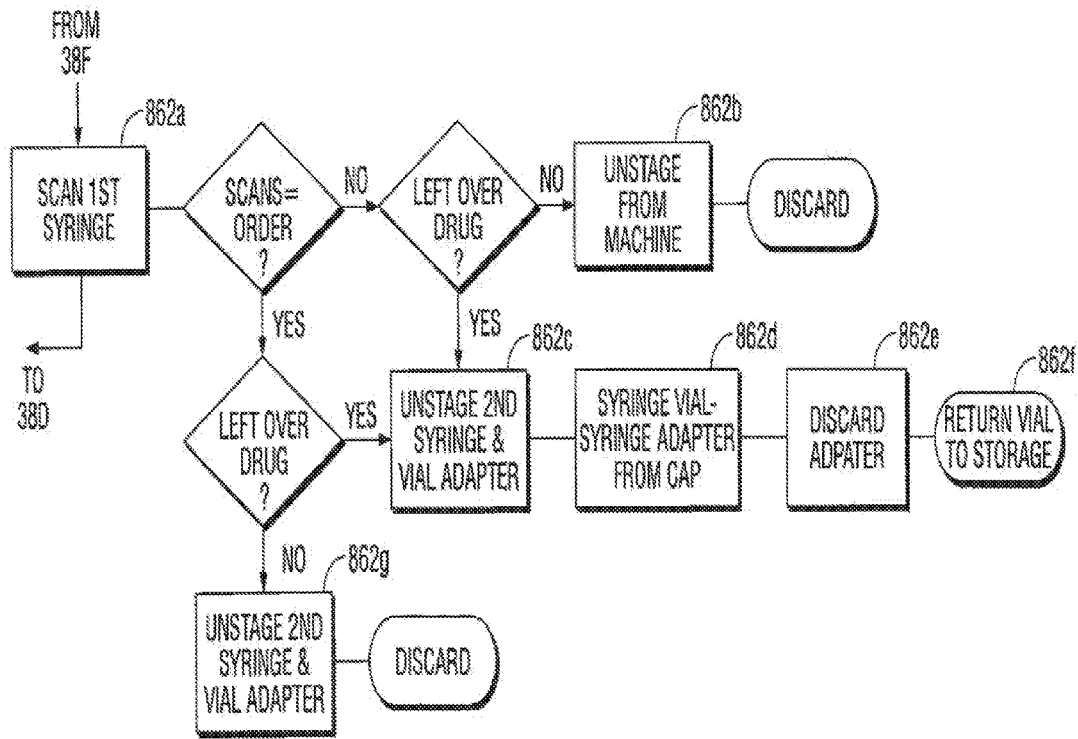 FROM
38F
862a
SCAN 1ST
SYRINGE
TO
38D
SCANS=
ORDER
?
NO
YES
LEFT OVER
DRUG
?
NO
YES
862b
UNSTAGE
FROM
MACHINE
DISCARD
LEFT OVER
DRUG
?
YES
NO
862c
UNSTAGE 2ND
SYRINGE &
VIAL ADAPTER
862d
SYRINGE VIAL-
SYRINGE ADAPTER
FROM CAP
862e
DISCARD
ADPATER
862f
RETURN VIAL
TO STORAGE
862g
UNSTAGE 2ND
SYRINGE &
VIAL ADAPTER
DISCARD